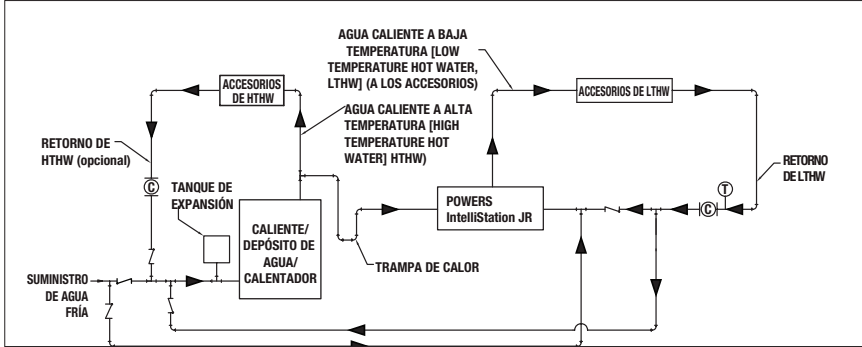 AGUA CALIENTE A BAJA
TEMPERATURA [LOW
TEMPERATURE HOT WATER,
LTHW] (A LOS ACCESORIOS)
ACCESORIOS
DE HTHW
ACCESORIOS DE LTHW
AGUA CALIENTE A ALTA
TEMPERATURA [HIGH
TEMPERATURE HOT
WATER] HTHW)
RETORNO DE
HTHW (opcional)
C
TANQUE DE
EXPANSIÓN
CALIENTE/
DEPÓSITO DE
AGUA/
CALENTADOR
POWERS
IntelliStation JR
RETORNO
DE LTHW
T
C
TRAMPA DE CALOR
SUMINISTRO
DE AGUA
FRÍA